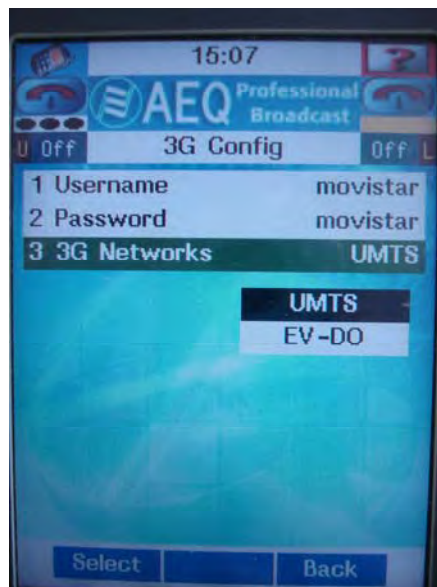 15:07
?
AEQ Professional
Broadcast
U Off 3G Config Off L
1 Username movistar
2 Password movistar
3 3G Networks UMTS
UMTS
EV-DO
Select Back